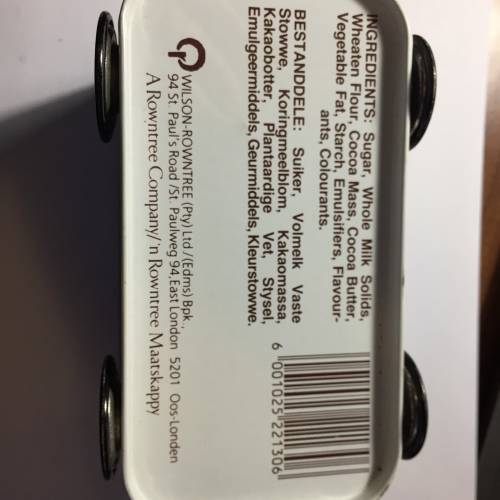 INGREDIENTS: Sugar, Whole Milk Solids,
Wheaten Flour, Cocoa Mass, Cocoa Butter,
Vegetable Fat, Starch, Emulsifiers, Flavour-
ants, Colourants.
BESTANDDELE: Suiker, Volmelk Vaste
Stowwe, Koringmeelblom, Kakaomassa,
Kakaobotter, Plantaardige Vet, Stysel,
Emulgeermiddels, Geurmiddels, Kleurstowwe.
6 001025 221306
WILSON-ROWNTREE (Pty) Ltd /(Edms) Bpk.,
94 St. Paul's Road /St. Paulweg 94, East London 5201 Oos-Londen
A Rowntree Company/'n Rowntree Maatskappy